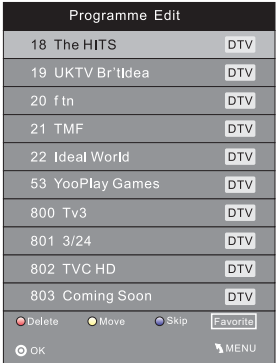 Programme Edit
18 The HITS DTV
19 UKTV Br'tIdea DTV
20 f tn DTV
21 TMF DTV
22 Ideal World DTV
53 YooPlay Games DTV
800 Tv3 DTV
801 3/24 DTV
802 TVC HD DTV
803 Coming Soon DTV
Delete Move Skip Favorite
OK MENU